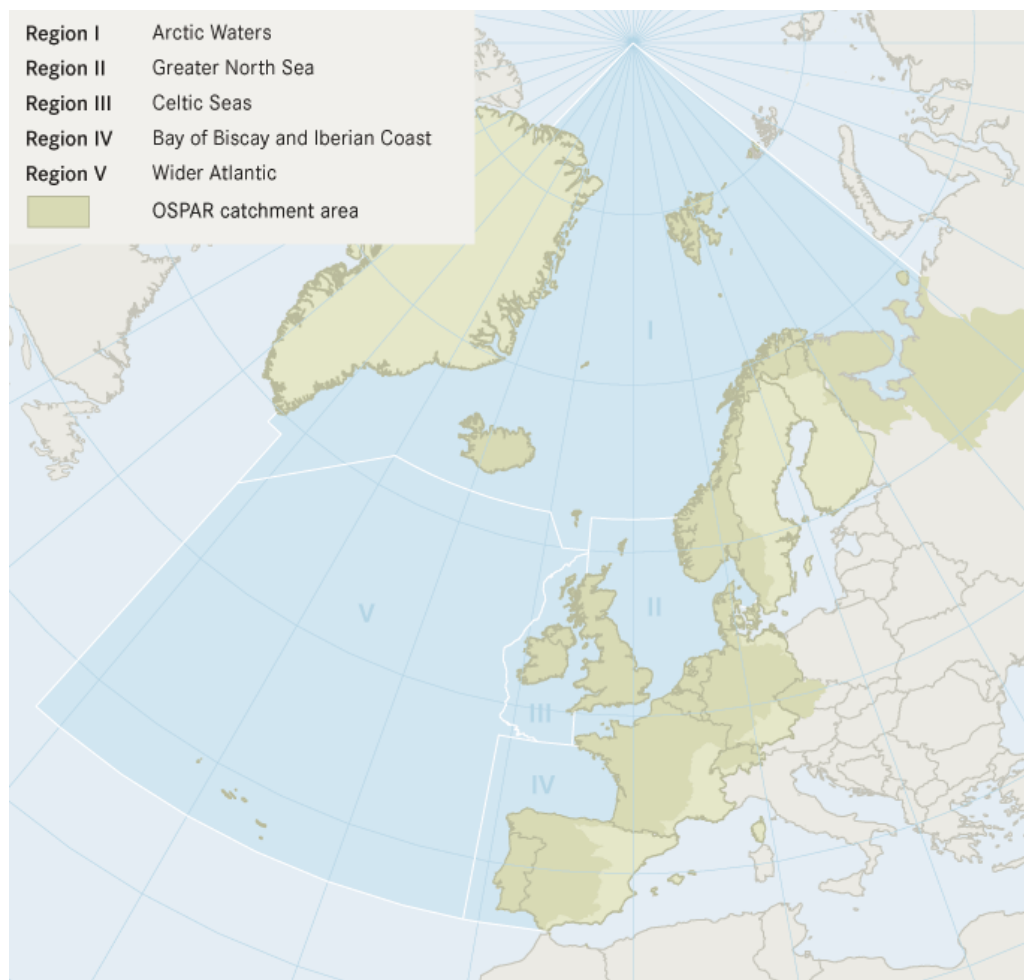 Region I Arctic Waters
Region II Greater North Sea
Region III Celtic Seas
Region IV Bay of Biscay and Iberian Coast
Region V Wider Atlantic
OSPAR catchment area
I
II
V
III
IV